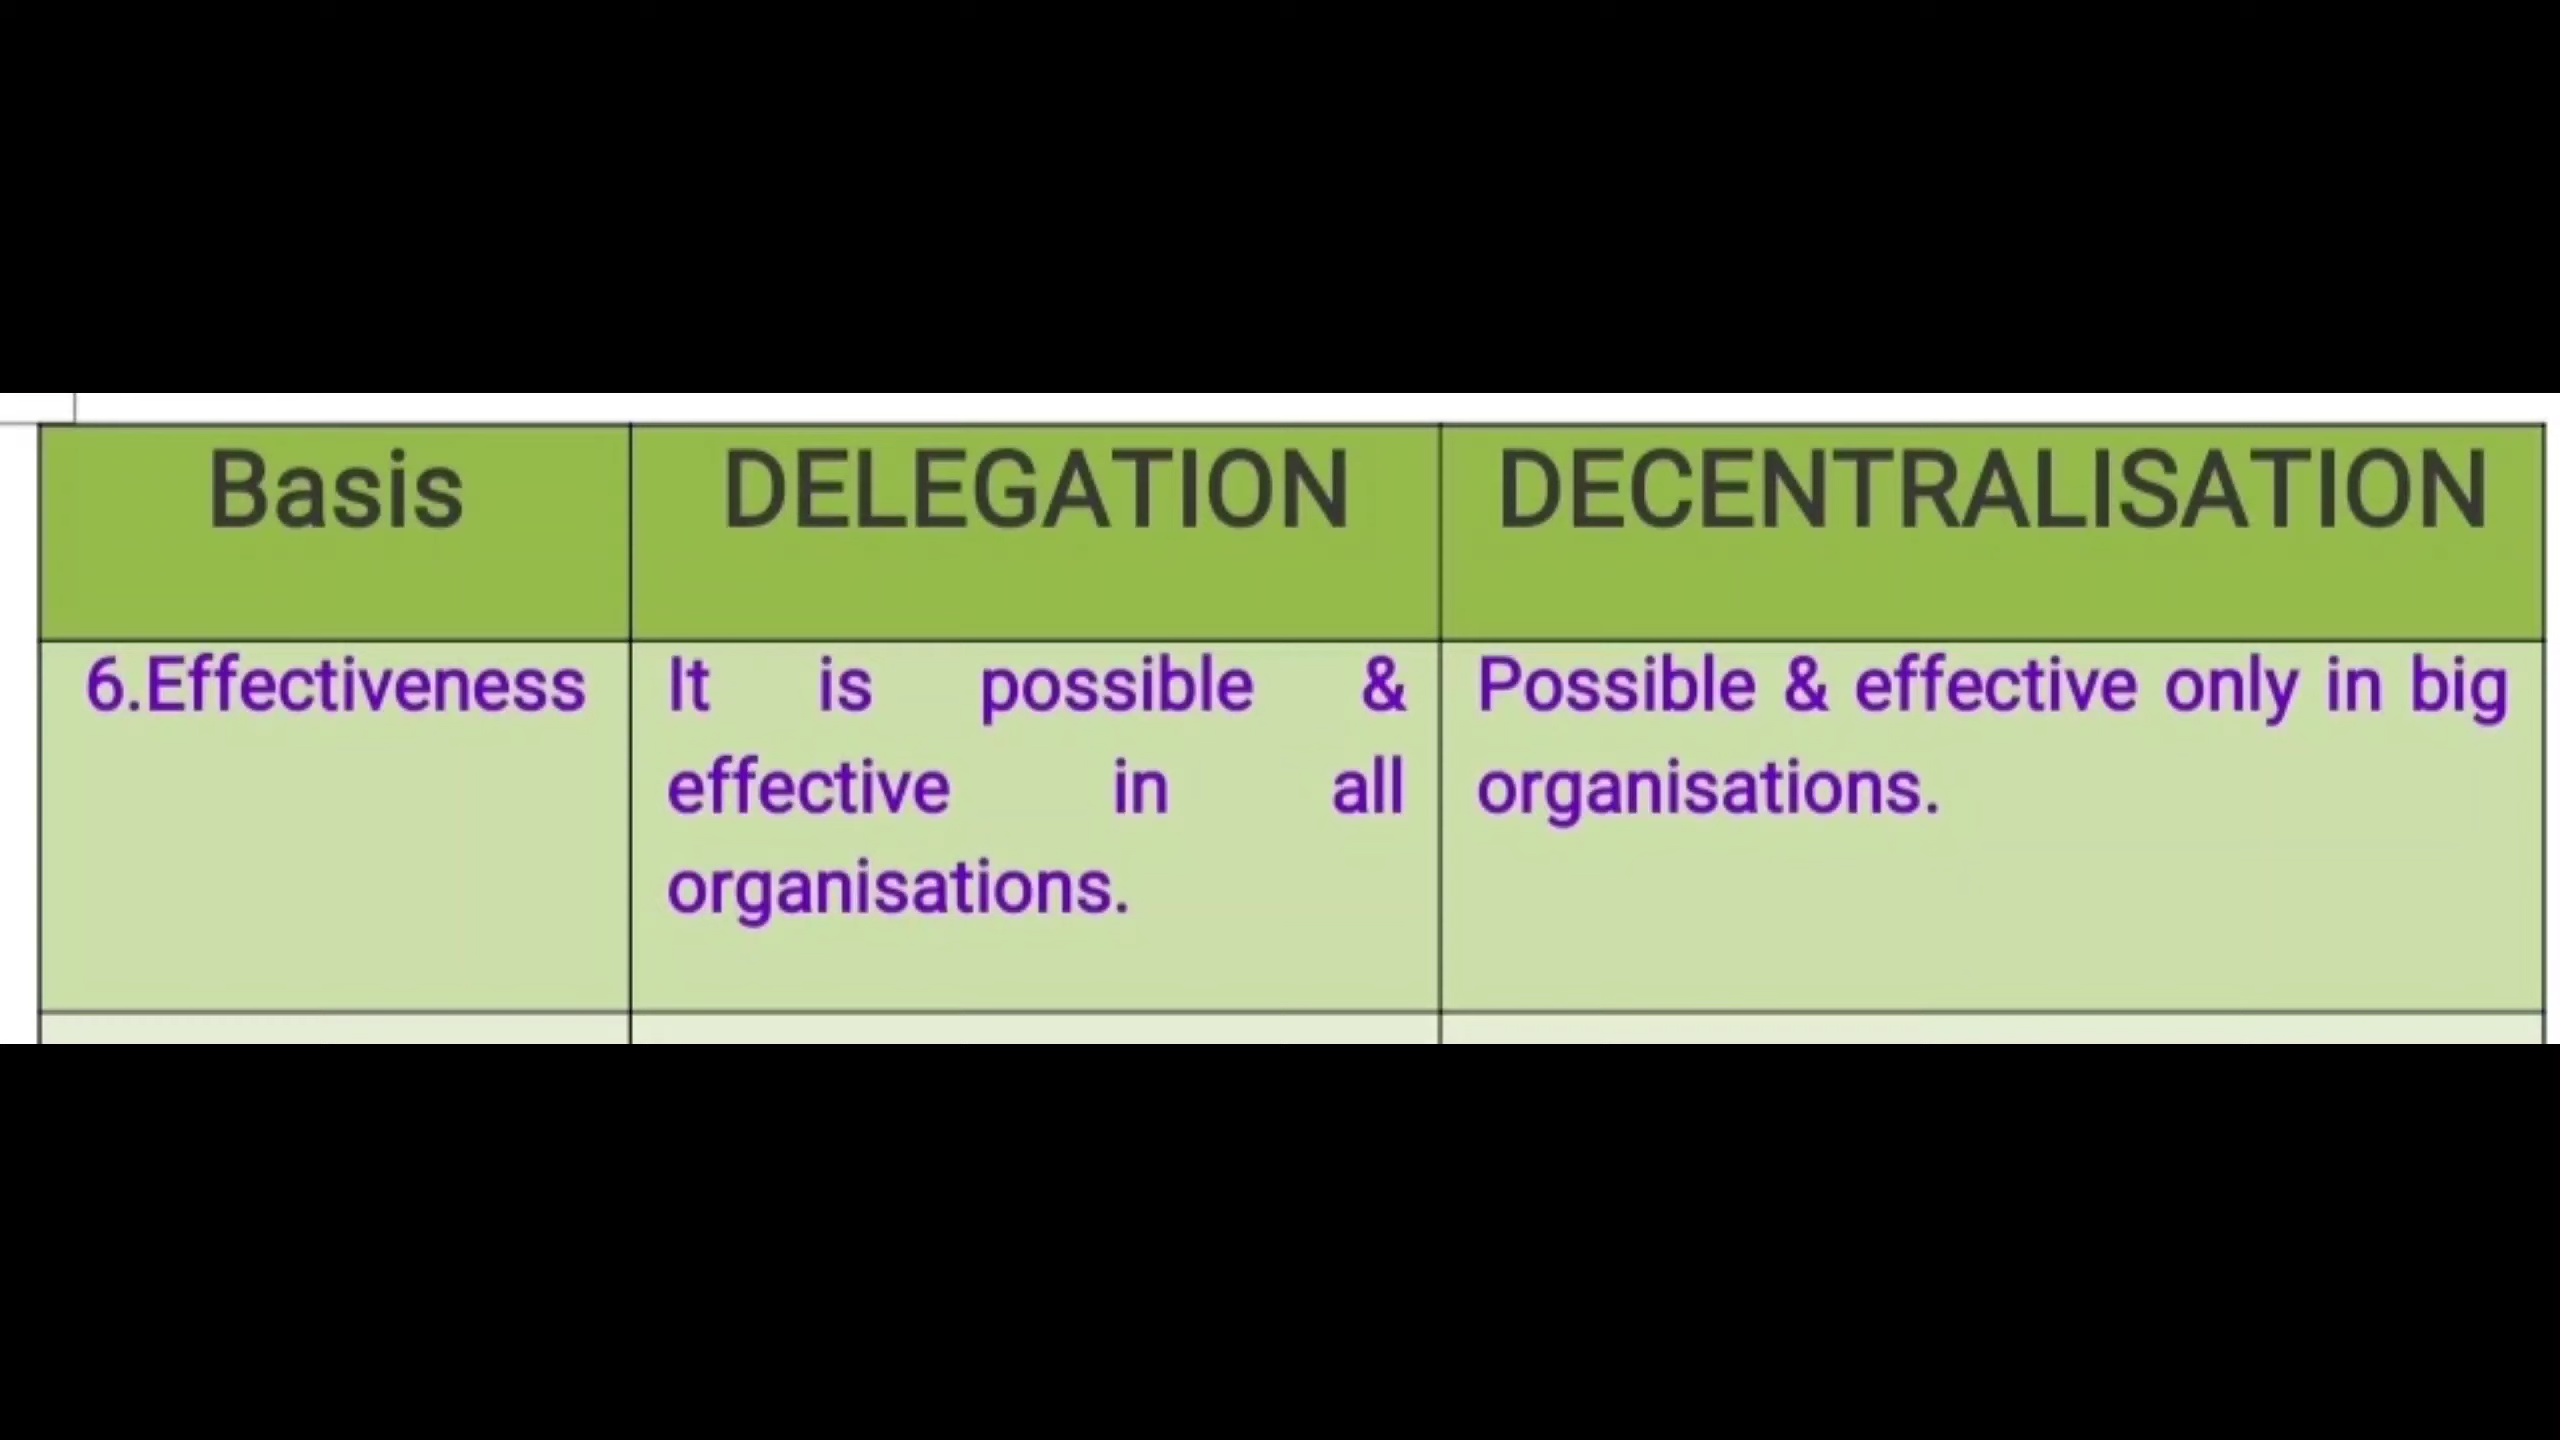 Basis
DELEGATION
DECENTRALISATION
6.Effectiveness
It is possible &
effective in all
organisations.
Possible & effective only in big
organisations.